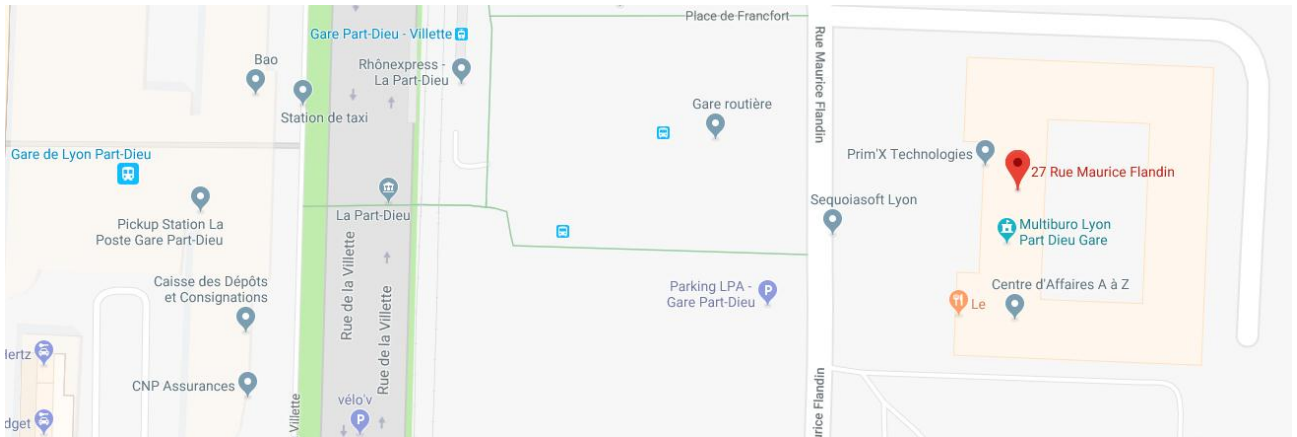 Place de Francfort
Gare Part-Dieu - Villette
Bao
Rhônexpress -
La Part-Dieu
Station de taxi
Gare routière
Rue Maurice Flandin
Gare de Lyon Part-Dieu
Prim'X Technologies
27 Rue Maurice Flandin
La Part-Dieu
Sequoiasoft Lyon
Pickup Station La
Poste Gare Part-Dieu
Multiburo Lyon
Part Dieu Gare
Rue de la Villette
Rue de la Villette
Caisse des Dépôts
et Consignations
Parking LPA -
Gare Part-Dieu
Centre d'Affaires A à Z
Le
lertz
CNP Assurances
vélo'v
Villette
urice Flandin
dget